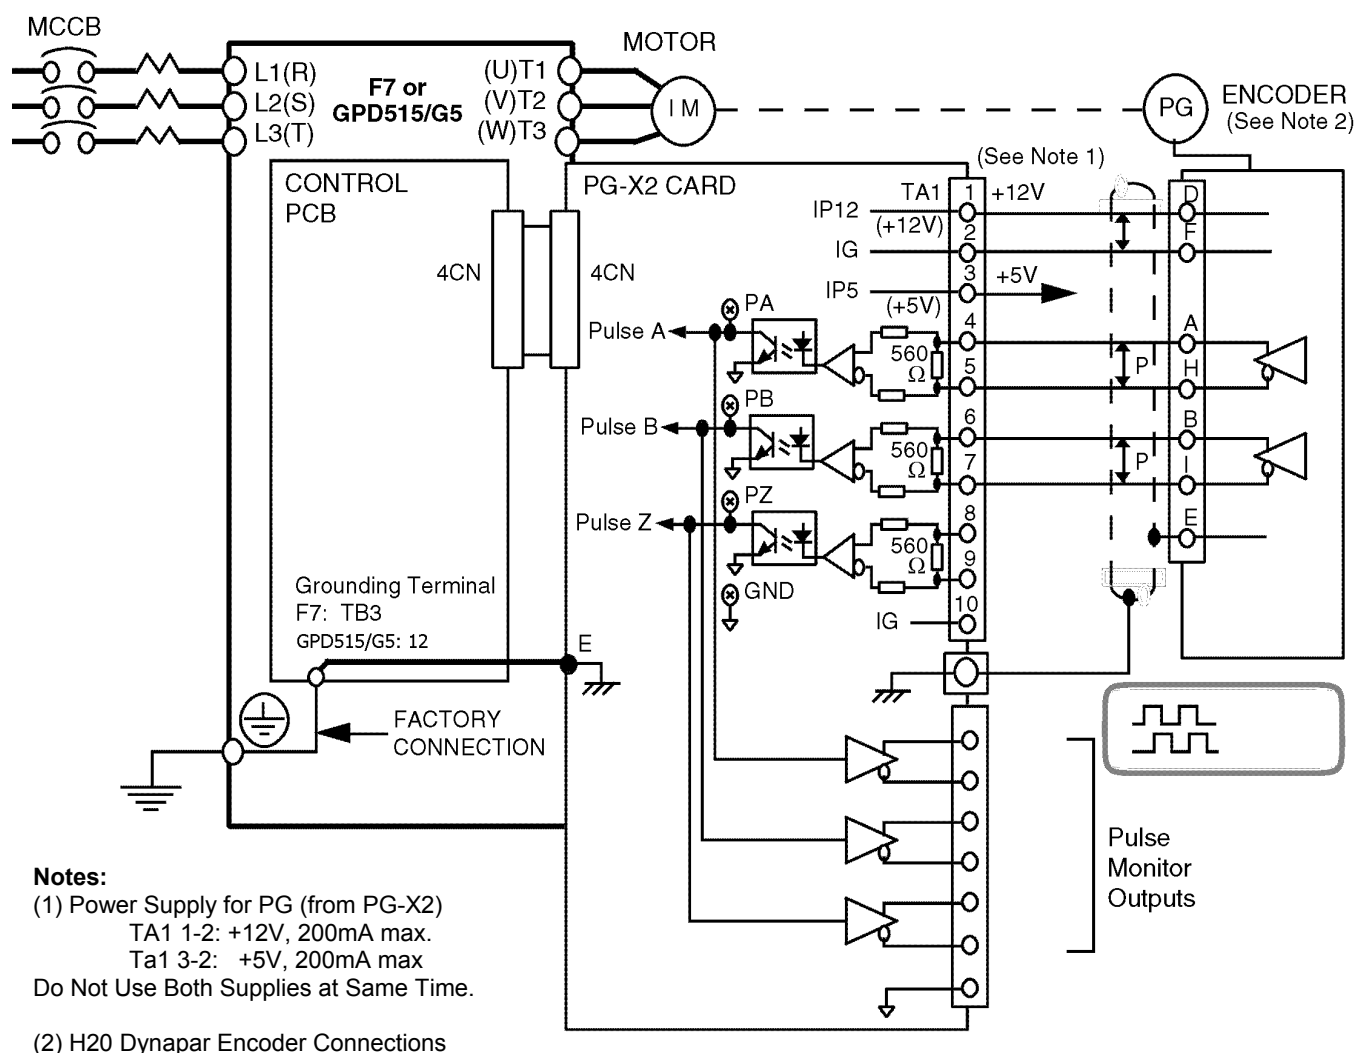 MCCB
MOTOR
L1(R)
L2(S)
L3(T)
F7 or
GPD515/G5
(U)T1
(V)T2
(W)T3
IM
PG
ENCODER
(See Note 2)
CONTROL
PCB
PG-X2 CARD
(See Note 1)
4CN
4CN
TA1
1
+12V
IP12
(+12V)
2
IG
3
+5V
IP5
(+5V)
D
F
PA
Pulse A
560
Ω
4
5
P
A
H
PB
Pulse B
560
Ω
6
7
P
B
I
PZ
Pulse Z
560
Ω
8
9
E
GND
IG
10
Grounding Terminal
F7: TB3
GPD515/G5: 12
E
FACTORY
CONNECTION
Pulse
Monitor
Outputs
Notes:
(1) Power Supply for PG (from PG-X2)
TA1 1-2: +12V, 200mA max.
Ta1 3-2: +5V, 200mA max
Do Not Use Both Supplies at Same Time.
(2) H20 Dynapar Encoder Connections